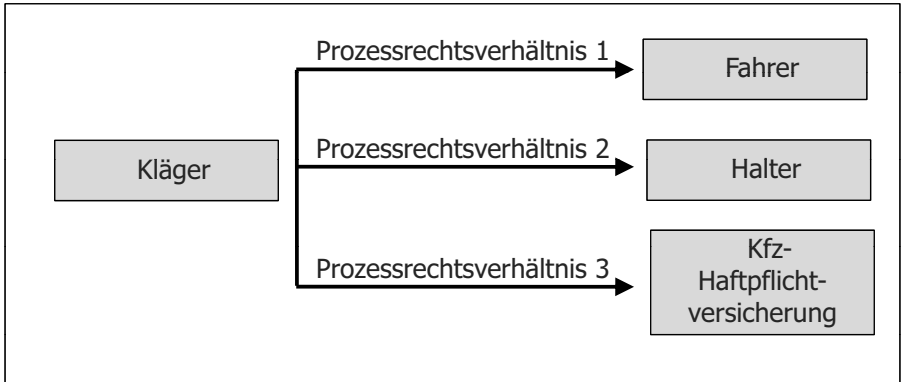 Prozessrechtsverhältnis 1
Fahrer
Kläger
Prozessrechtsverhältnis 2
Halter
Prozessrechtsverhältnis 3
Kfz-
Haftpflicht-
versicherung